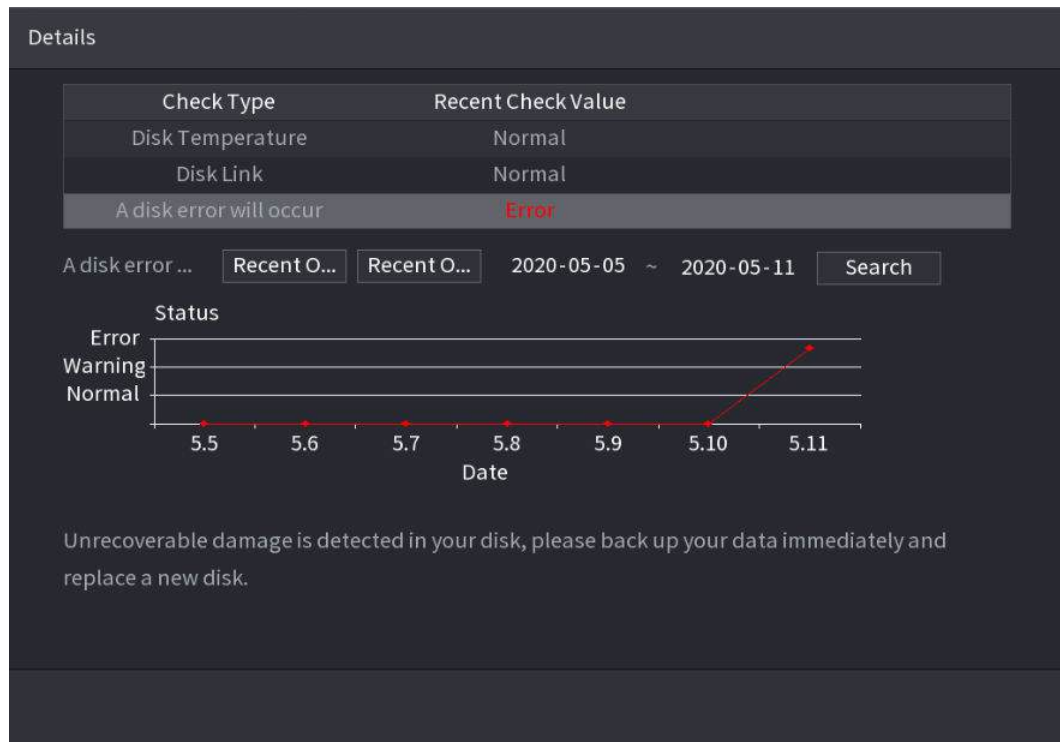 Details
Check Type Recent Check Value
Disk Temperature Normal
Disk Link Normal
A disk error will occur Error
A disk error ... Recent O... Recent O... 2020-05-05 ~ 2020-05-11 Search
Status
Error
Warning
Normal
5.5 5.6 5.7 5.8 5.9 5.10 5.11
Date
Unrecoverable damage is detected in your disk, please back up your data immediately and
replace a new disk.